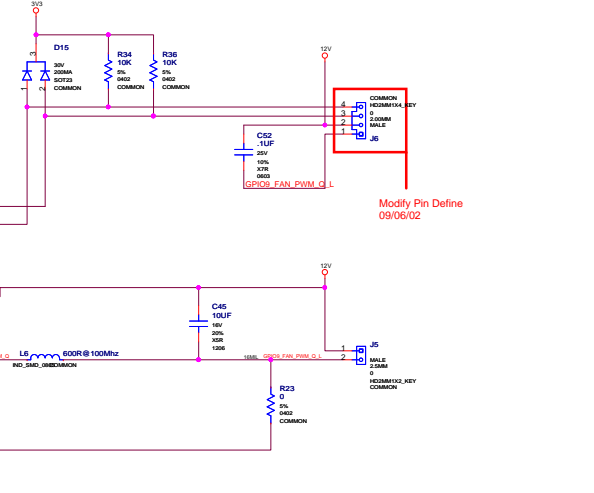 3V3
D15
3
30V
200MA
SOT23
COMMON
1
2
R34
10K
5%
0402
COMMON
R36
10K
5%
0402
COMMON
12V
COMMON
HD2MM1X4_KEY
0
2.00MM
MALE
J6
4
3
2
1
C52
.1UF
25V
10%
X7R
0603
GPIO9_FAN_PWM_Q_L
Modify Pin Define
09/06/02
12V
C45
10UF
16V
20%
X5R
1206
L6
600R@100Mhz
COMMON
16MIL
GPIO9_FAN_PWM_Q_L
1
2
J5
MALE
2.5MM
0
HD2MM1X2_KEY
COMMON
R23
0
5%
0402
COMMON